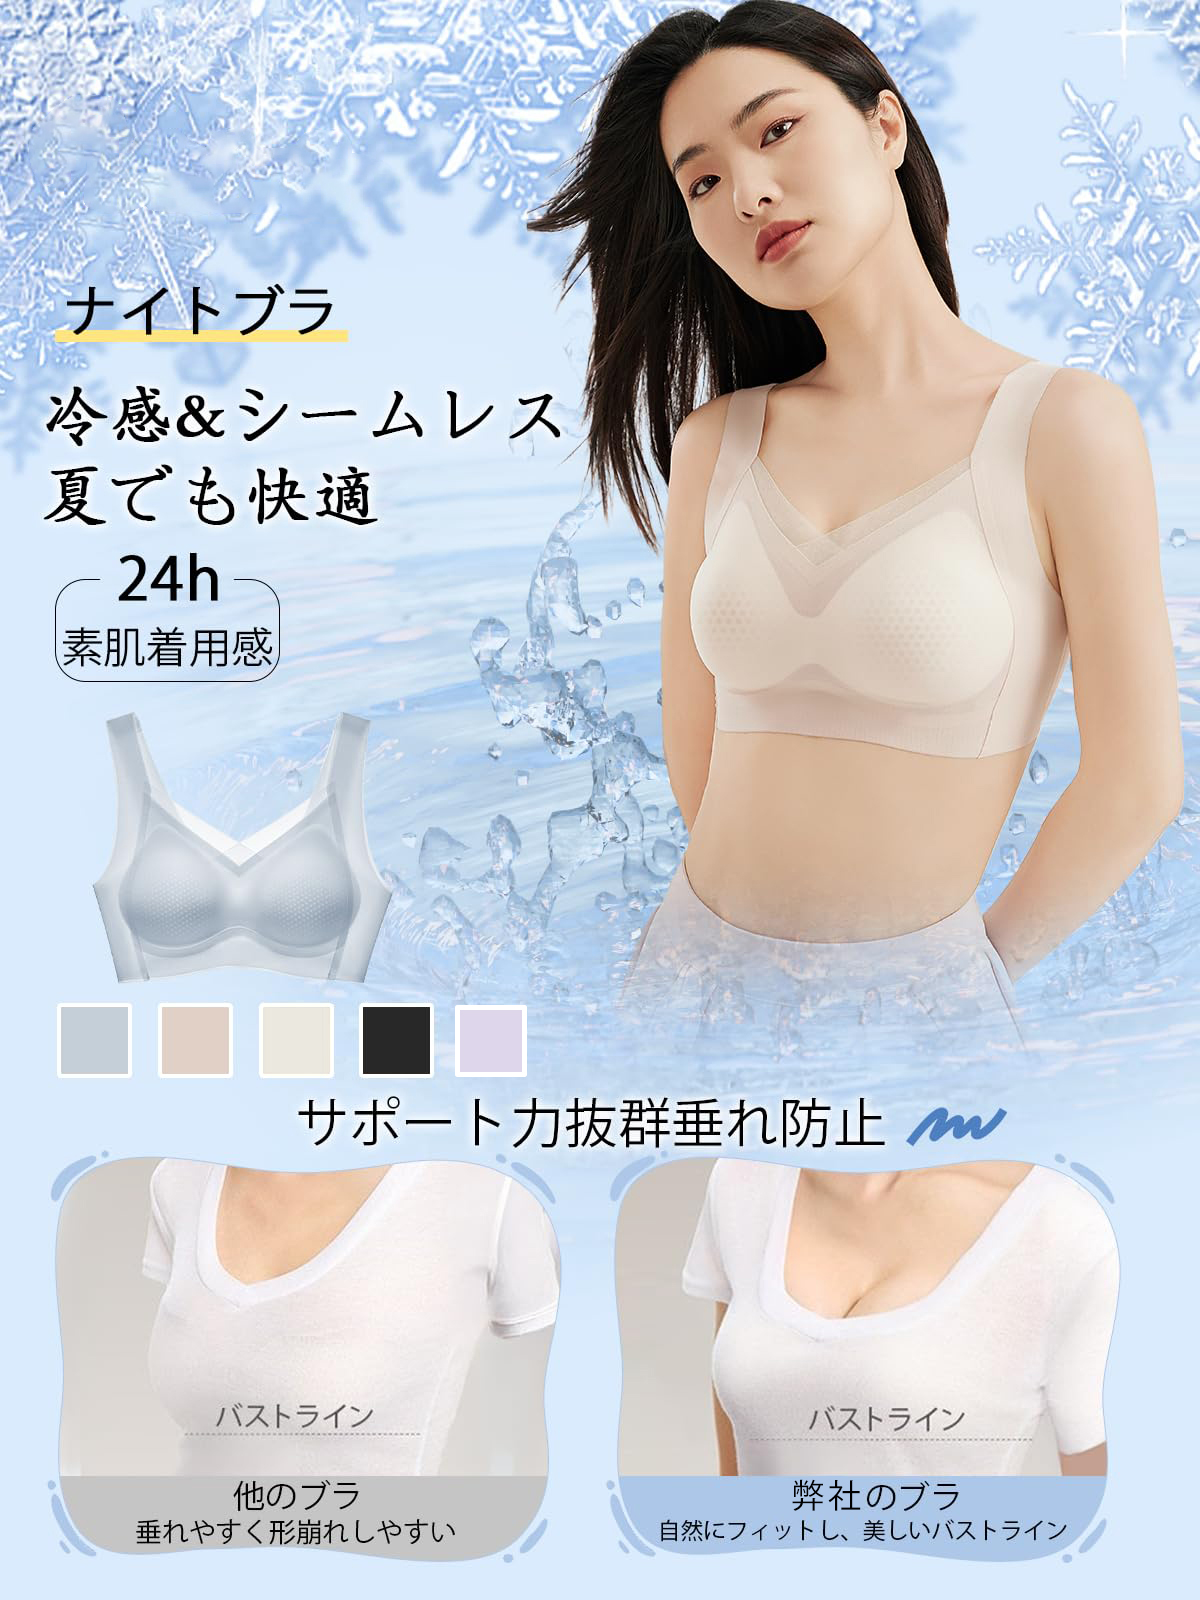 ナイトブラ
冷感&シームレス
夏でも快適
24h
素肌着用感
サポート力抜群垂れ防止
バストライン
他のブラ
垂れやすく形崩れしやすい
バストライン
弊社のブラ
自然にフィットし、美しいバストライン